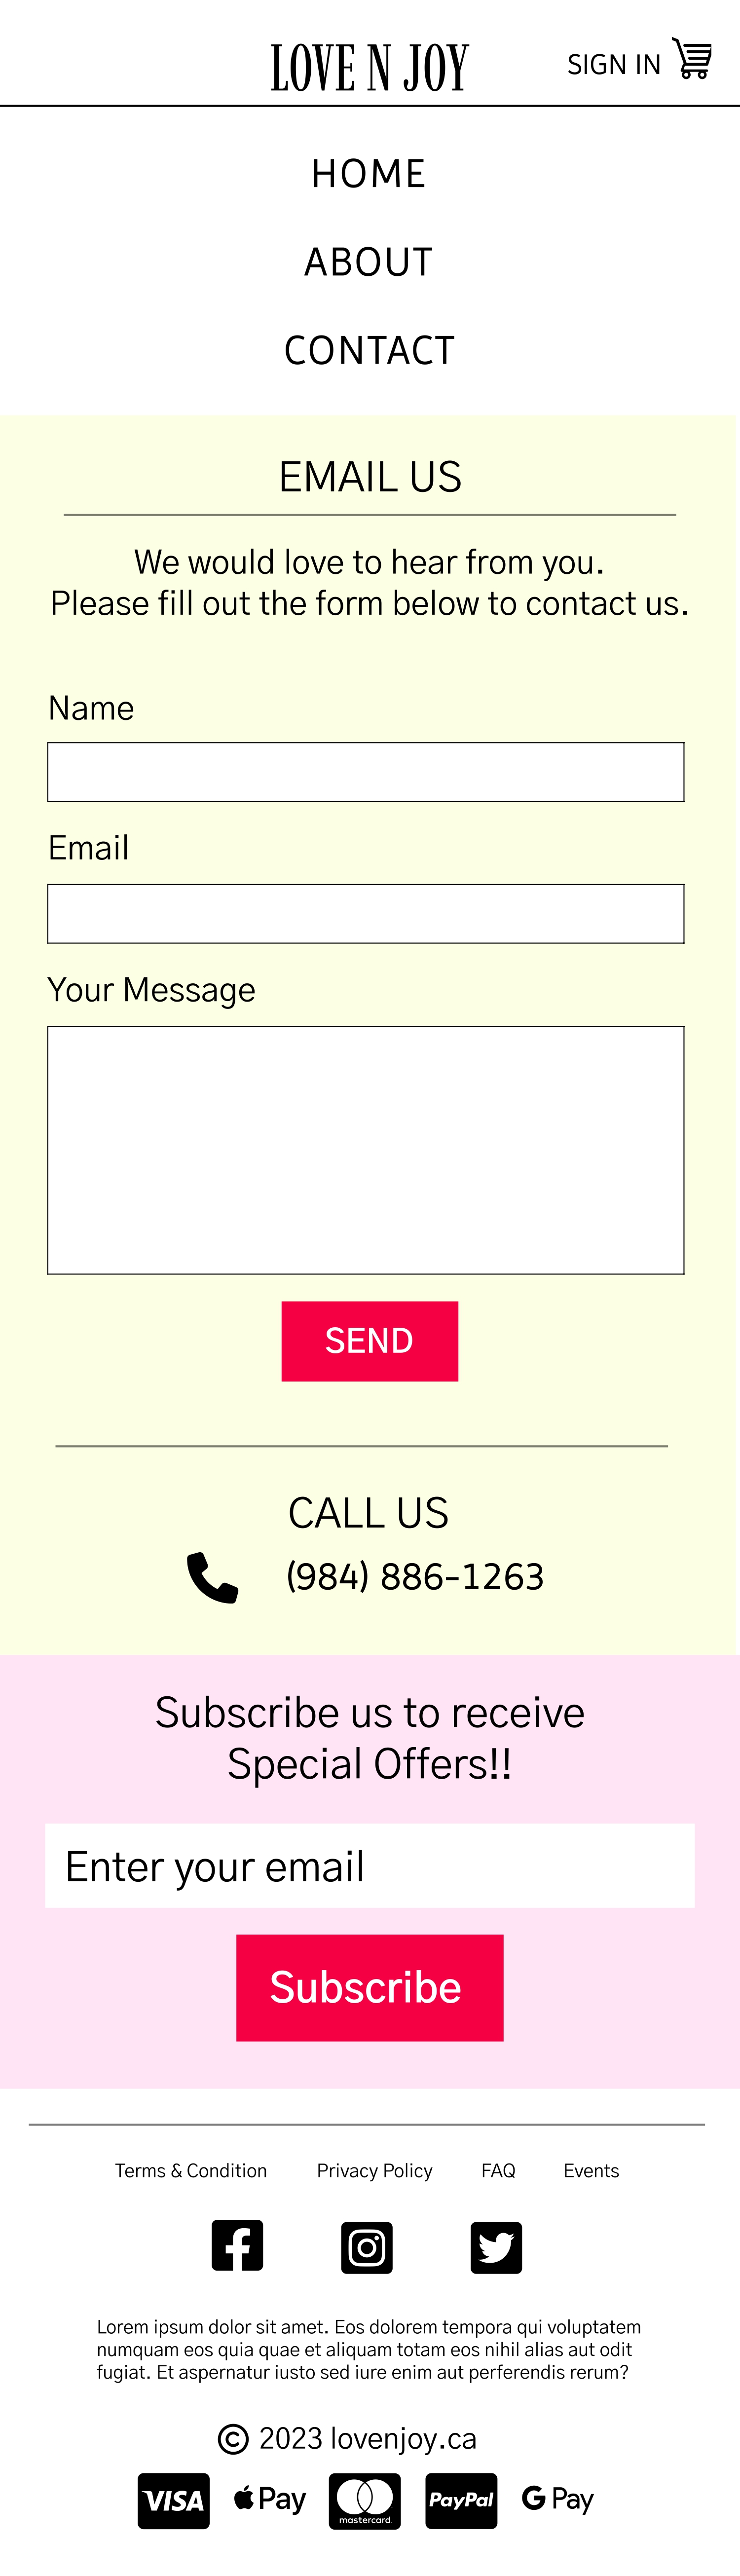 LOVE N JOY
SIGN IN
HOME
ABOUT
CONTACT
EMAIL US
We would love to hear from you.
Please fill out the form below to contact us.
Name
Email
Your Message
SEND
CALL US
(984) 886-1263
Subscribe us to receive
Special Offers!!
Enter your email
Subscribe
Terms & Condition Privacy Policy FAQ Events
Lorem ipsum dolor sit amet. Eos dolorem tempora qui voluptatem
numquam eos quia quae et aliquam totam eos nihil alias aut odit
fugiat. Et aspernatur iusto sed iure enim aut perferendis rerum?
© 2023 lovenjoy.ca
VISA Pay mastercard PayPal G Pay